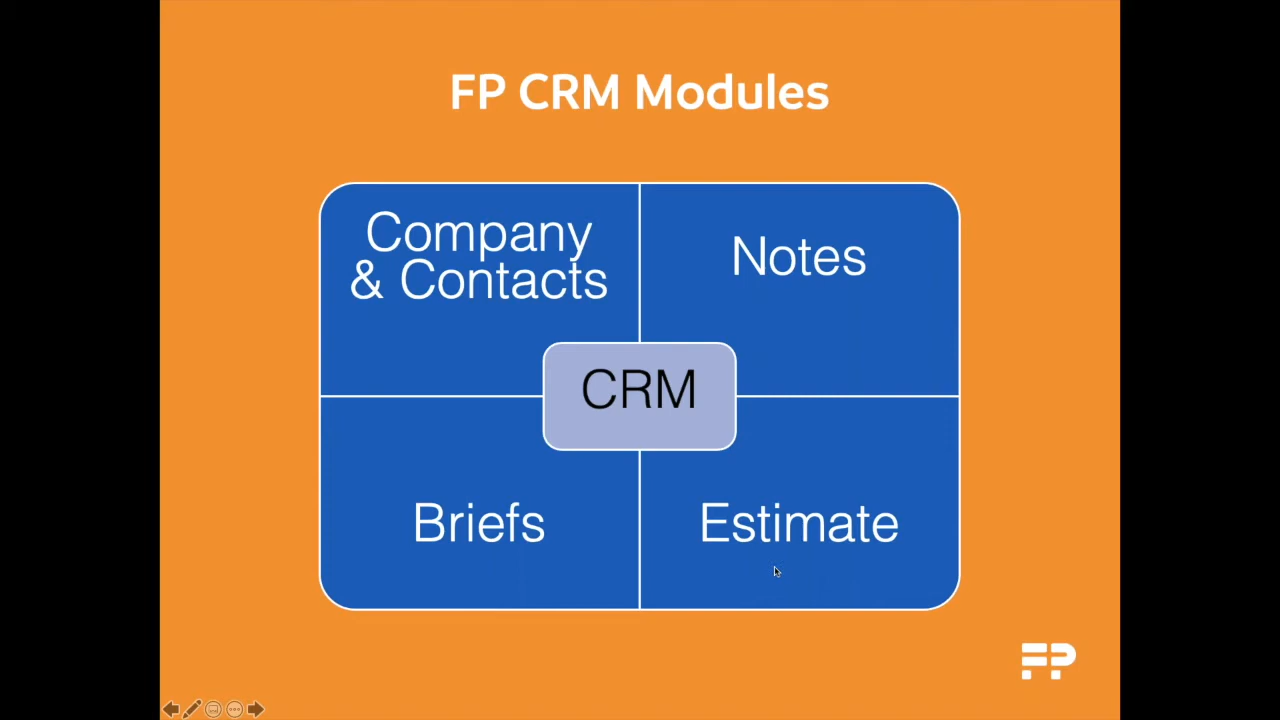 FP CRM Modules
Company
& Contacts
Notes
CRM
Briefs
Estimate
FP